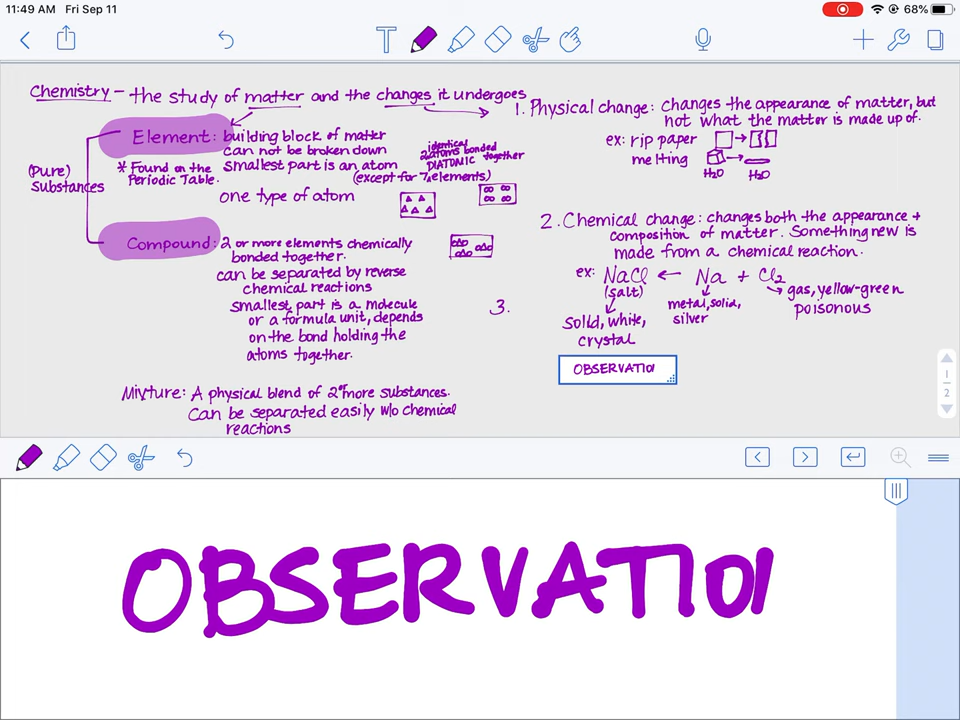 11:49 AM Fri Sep 11
68%
T
Chemistry - the study of matter and the changes it undergoes
Element: building block of matter
can not be broken down
smallest part is an atom
(except for 7 elements)
identical
2 atoms bonded
DIATONIC together
* Found on the
Periodic Table.
one type of atom
(Pure)
Substances
Compound: 2 or more elements chemically
bonded together.
can be separated by reverse
chemical reactions
smallest part is a molecule
or a formula unit, depends
on the bond holding the
atoms together.
Mixture: A physical blend of 2 or more substances.
Can be separated easily w/o chemical
reactions
1. Physical change: changes the appearance of matter, but
not what the matter is made up of.
ex: rip paper
melting
H2O H2O
2. Chemical change: changes both the appearance +
composition of matter. Something new is
made from a chemical reaction.
ex: NaCl ← Na + Cl2
(salt)
solid, white,
crystal
metal, solid,
silver
gas, yellow-green
poisonous
3.
OBSERVATIOI
1
2
OBSERVATIOI